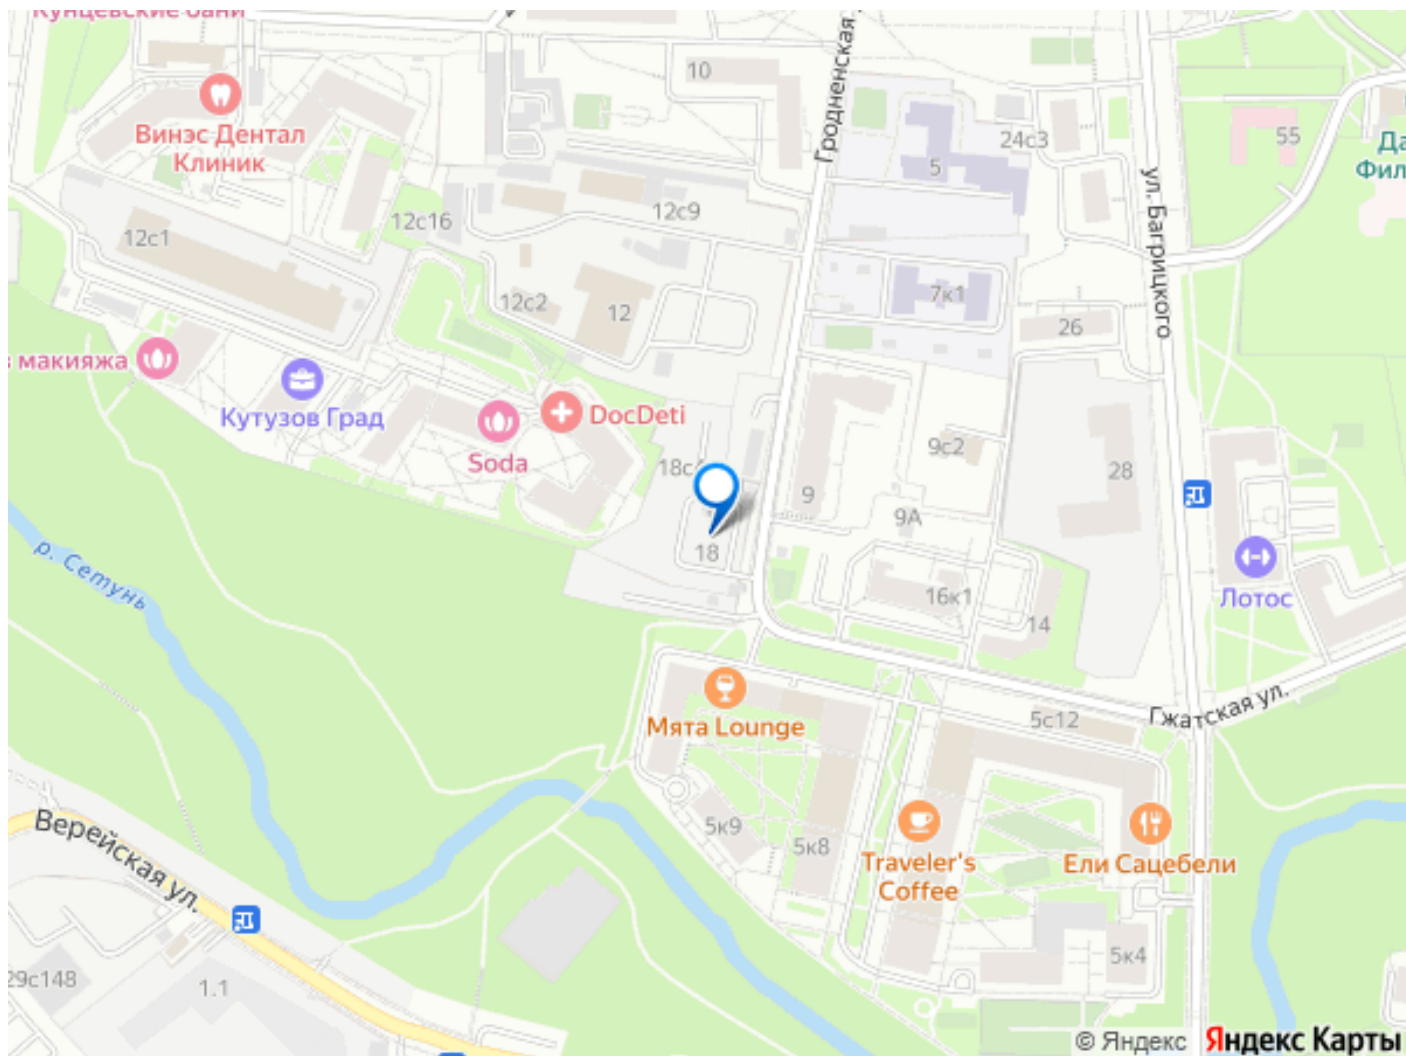 Кунцевские бани
Винэс Дентал
Клиник
10
Гродненская
5
24с3
55
ул. Багрицкого
12с1
12с16
12с9
12с2
12
7к1
26
в макияжа
Кутузов Град
Soda
DocDeti
18с
9
9с2
9А
28
18
р. Сетунь
16к1
14
Лотос
Гжатская ул.
5с12
Мята Lounge
5к9
5к8
Traveler's
Coffee
Ели Сацебели
Верейская ул.
29с148
1.1
5к4
© Яндекс Яндекс Карты